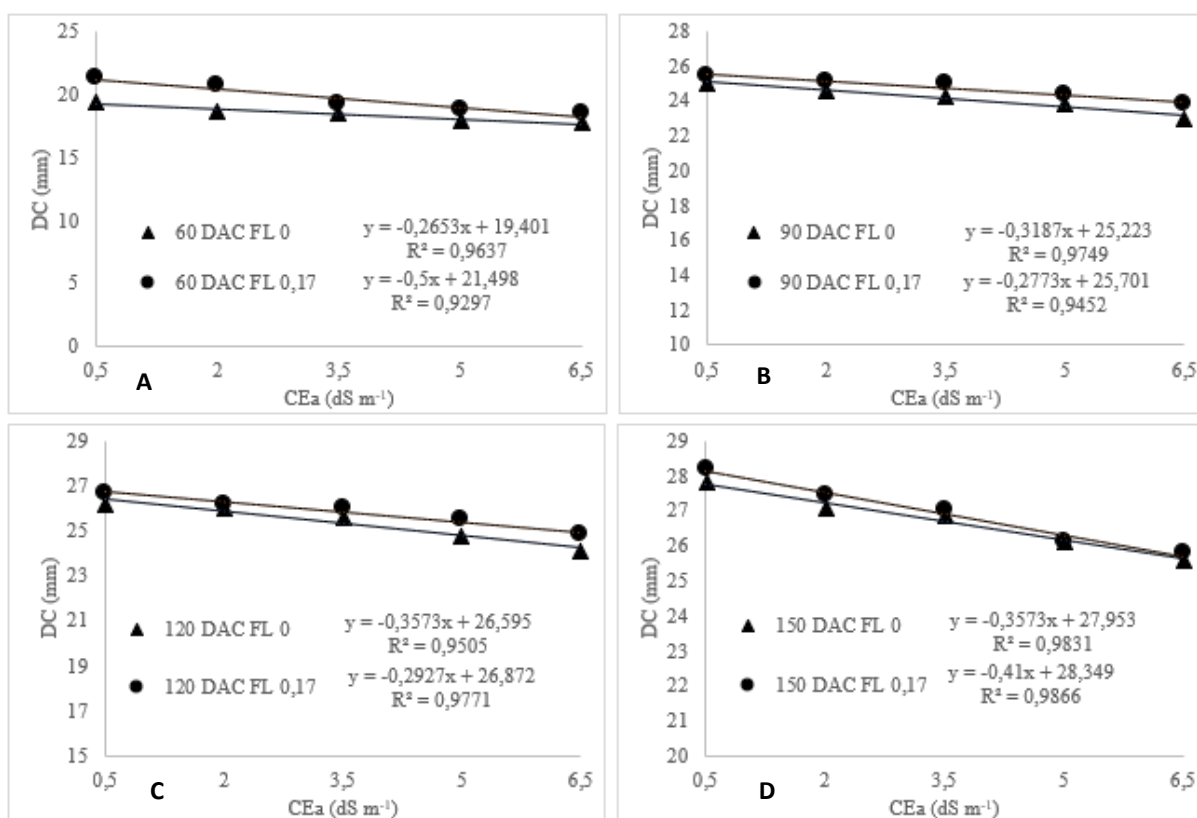 25
20
15
10
5
0
DC (mm)
60 DAC FL 0
y = -0,2653x + 19,401
R² = 0,9637
60 DAC FL 0,17
y = -0,5x + 21,498
R² = 0,9297
0,5 2 3,5 5 6,5
A
CEa (dS m⁻¹)
28
26
24
22
20
18
16
14
12
10
DC (mm)
90 DAC FL 0
y = -0,3187x + 25,223
R² = 0,9749
90 DAC FL 0,17
y = -0,2773x + 25,701
R² = 0,9452
0,5 2 3,5 5 6,5
B
CEa (dS m⁻¹)
29
27
25
23
21
19
17
15
DC (mm)
120 DAC FL 0
y = -0,3573x + 26,595
R² = 0,9505
120 DAC FL 0,17
y = -0,2927x + 26,872
R² = 0,9771
0,5 2 3,5 5 6,5
C
CEa (dS m⁻¹)
29
28
27
26
25
24
23
22
21
20
DC (mm)
150 DAC FL 0
y = -0,3573x + 27,953
R² = 0,9831
150 DAC FL 0,17
y = -0,41x + 28,349
R² = 0,9866
0,5 2 3,5 5 6,5
D
CEa (dS m⁻¹)